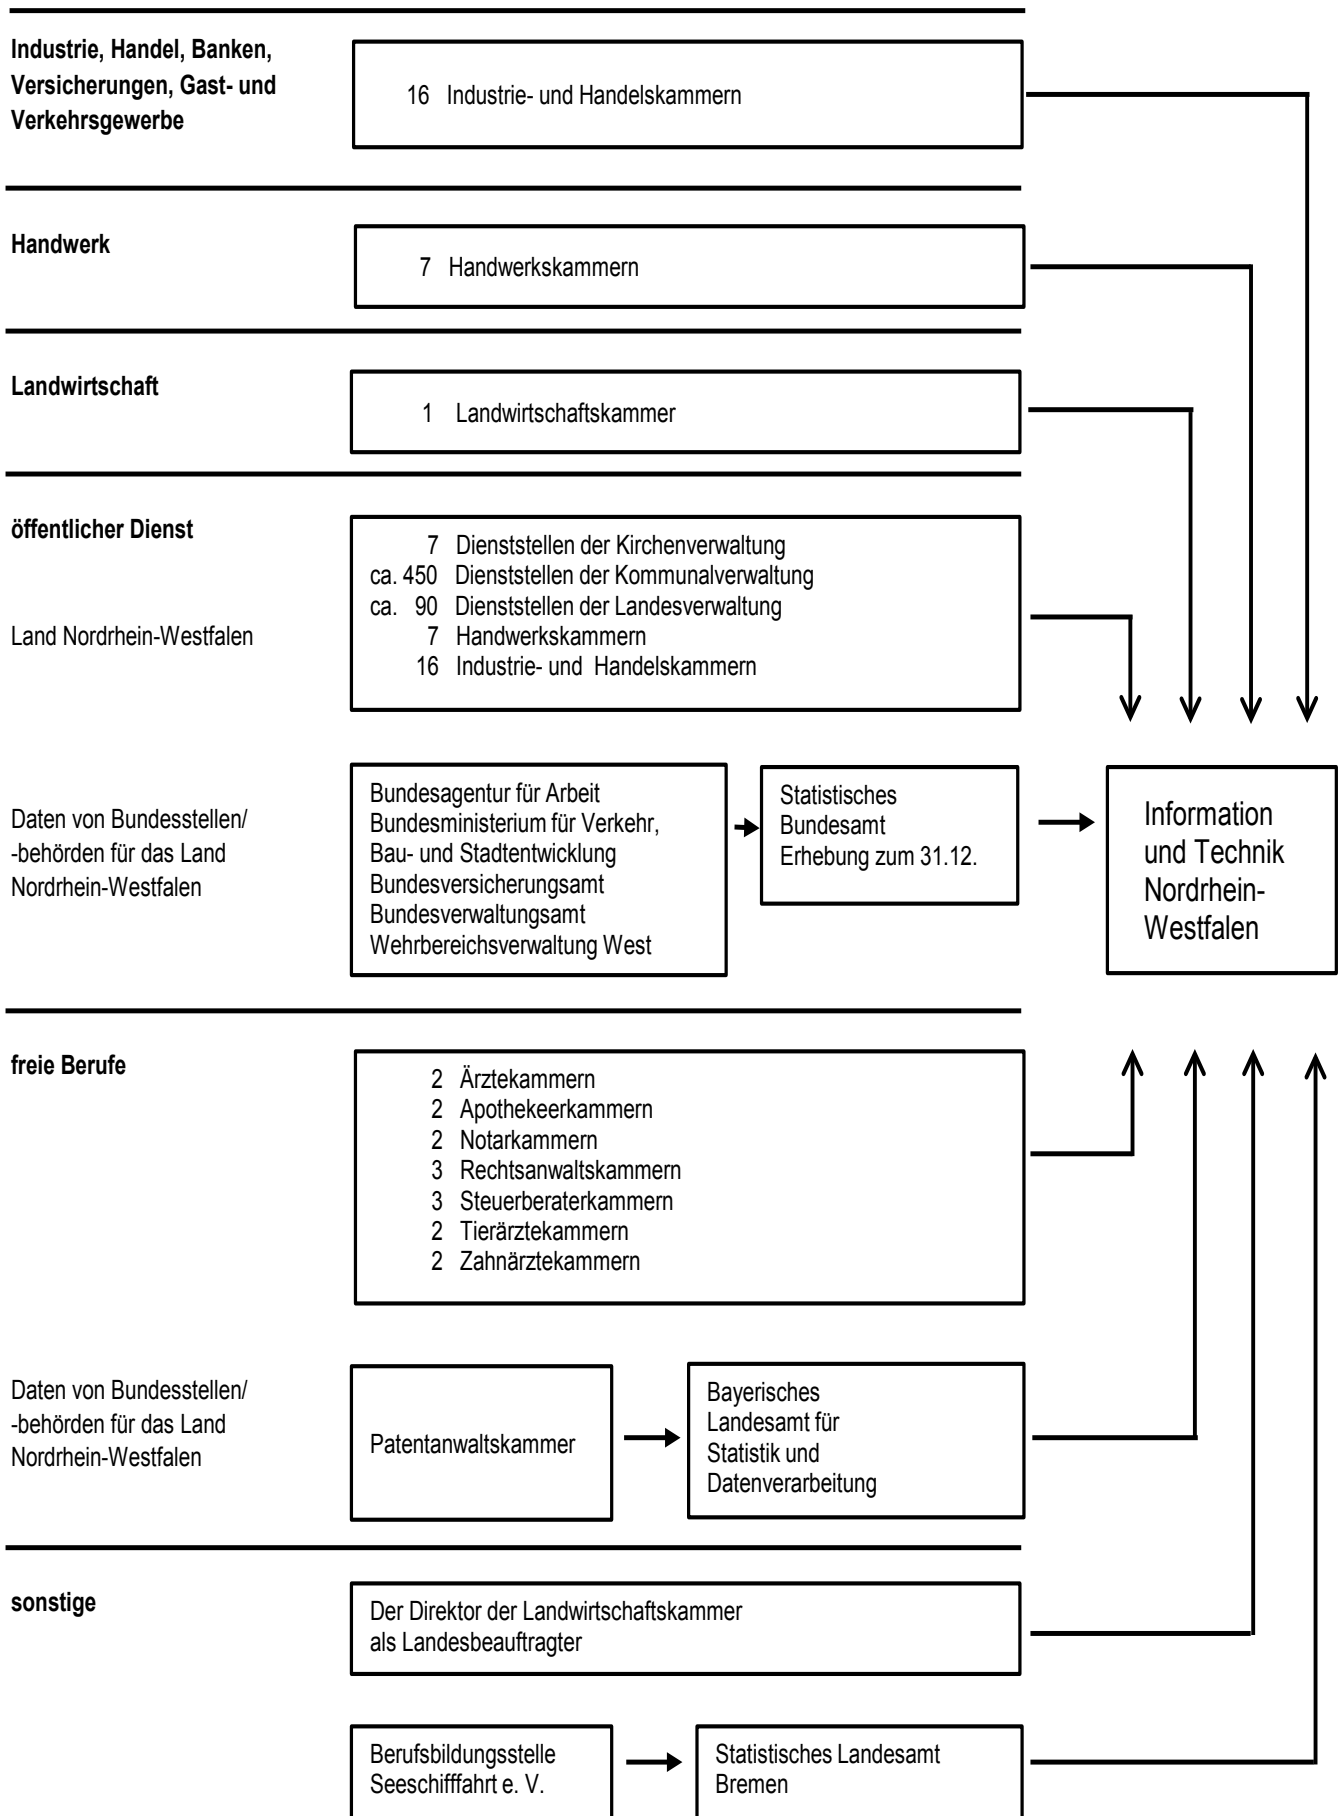 Industrie, Handel, Banken,
Versicherungen, Gast- und
Verkehrsgewerbe
16 Industrie- und Handelskammern
Handwerk
7 Handwerkskammern
Landwirtschaft
1 Landwirtschaftskammer
öffentlicher Dienst
Land Nordrhein-Westfalen
7 Dienststellen der Kirchenverwaltung
ca. 450 Dienststellen der Kommunalverwaltung
ca. 90 Dienststellen der Landesverwaltung
7 Handwerkskammern
16 Industrie- und Handelskammern
Daten von Bundesstellen/
-behörden für das Land
Nordrhein-Westfalen
Bundesagentur für Arbeit
Bundesministerium für Verkehr,
Bau- und Stadtentwicklung
Bundesversicherungsamt
Bundesverwaltungsamt
Wehrbereichsverwaltung West
Statistisches
Bundesamt
Erhebung zum 31.12.
Information
und Technik
Nordrhein-
Westfalen
freie Berufe
2 Ärztekammern
2 Apothekeerkammern
2 Notarkammern
3 Rechtsanwaltskammern
3 Steuerberaterkammern
2 Tierärztekammern
2 Zahnärztekammern
Daten von Bundesstellen/
-behörden für das Land
Nordrhein-Westfalen
Patentanwaltskammer
Bayerisches
Landesamt für
Statistik und
Datenverarbeitung
sonstige
Der Direktor der Landwirtschaftskammer
als Landesbeauftragter
Berufsbildungsstelle
Seeschifffahrt e. V.
Statistisches Landesamt
Bremen